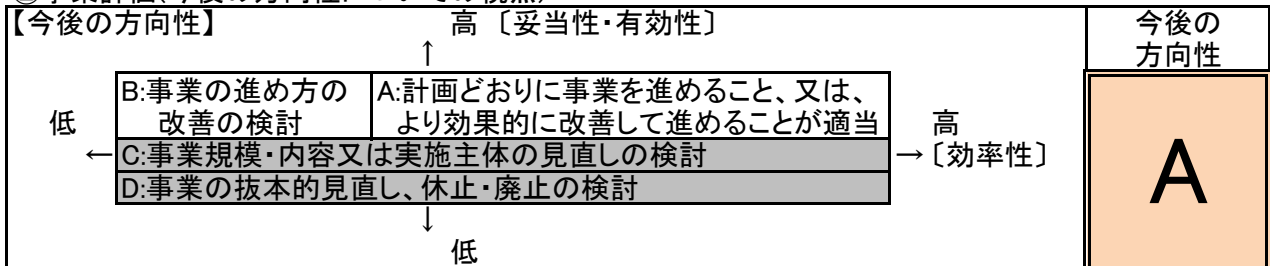 【今後の方向性】
高 〔妥当性・有効性〕
今後の
方向性
↑
B:事業の進め方の
改善の検討
A:計画どおりに事業を進めること、又は、
より効果的に改善して進めることが適当
低
高
←
C:事業規模・内容又は実施主体の見直しの検討
→〔効率性〕
D:事業の抜本的見直し、休止・廃止の検討
↓
低
A